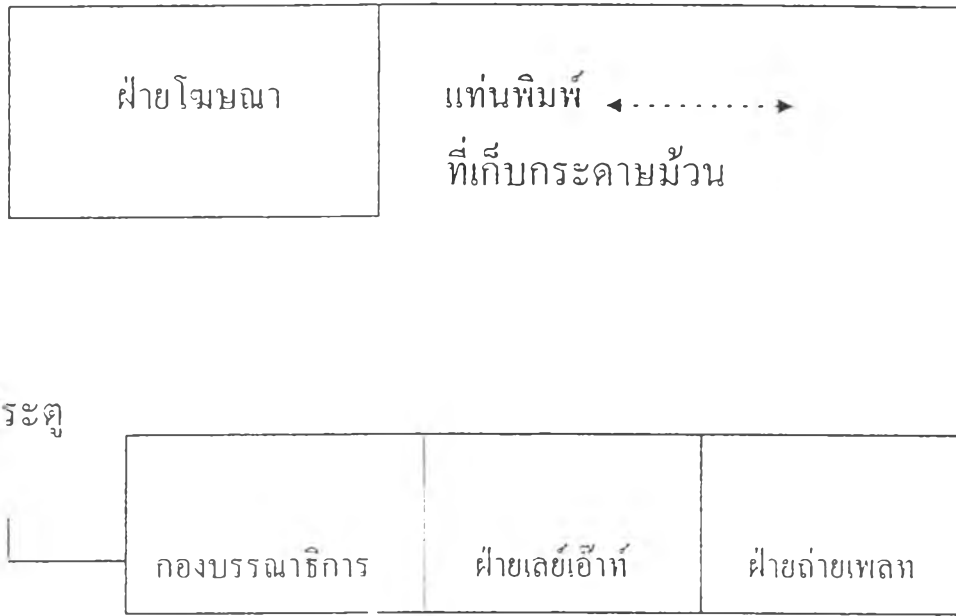 ฝ่ายโฆษณา
แท่นพิมพ์
ที่เก็บกระดาษม้วน
ระตู
กองบรรณาธิการ
ฝ่ายเลย์เอ๊าท์
ฝ่ายถ่ายเพลท